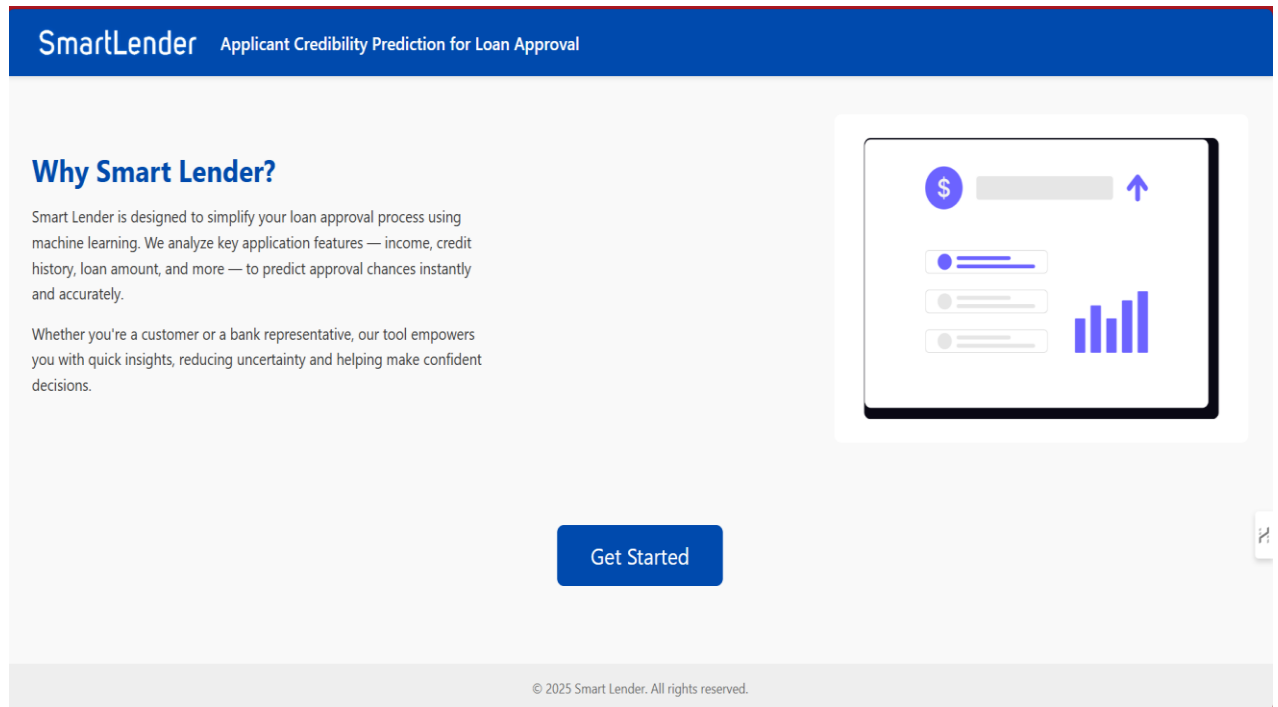 SmartLender Applicant Credibility Prediction for Loan Approval
Why Smart Lender?
Smart Lender is designed to simplify your loan approval process using
machine learning. We analyze key application features — income, credit
history, loan amount, and more — to predict approval chances instantly
and accurately.
Whether you're a customer or a bank representative, our tool empowers
you with quick insights, reducing uncertainty and helping make confident
decisions.
$
Get Started
© 2025 Smart Lender. All rights reserved.